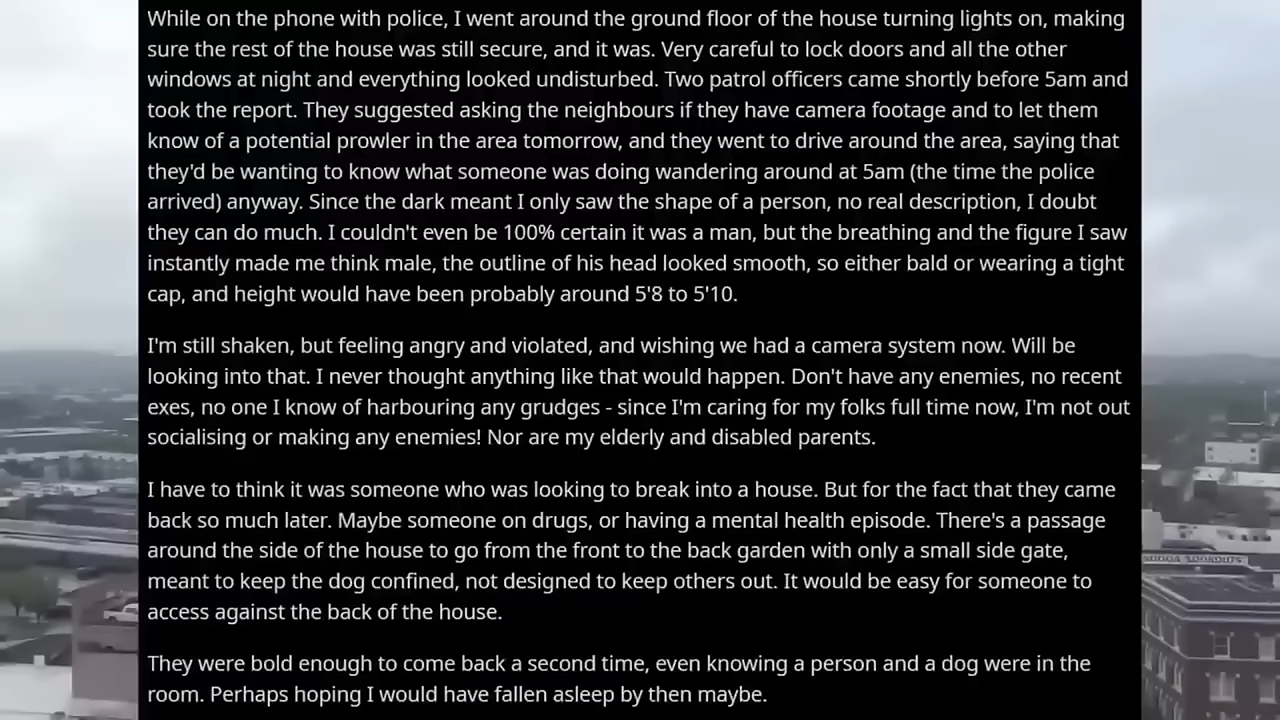 While on the phone with police, I went around the ground floor of the house turning lights on, making
sure the rest of the house was still secure, and it was. Very careful to lock doors and all the other
windows at night and everything looked undisturbed. Two patrol officers came shortly before 5am and
took the report. They suggested asking the neighbours if they have camera footage and to let them
know of a potential prowler in the area tomorrow, and they went to drive around the area, saying that
they'd be wanting to know what someone was doing wandering around at 5am (the time the police
arrived) anyway. Since the dark meant I only saw the shape of a person, no real description, I doubt
they can do much. I couldn't even be 100% certain it was a man, but the breathing and the figure I saw
instantly made me think male, the outline of his head looked smooth, so either bald or wearing a tight
cap, and height would have been probably around 5'8 to 5'10.
I'm still shaken, but feeling angry and violated, and wishing we had a camera system now. Will be
looking into that. I never thought anything like that would happen. Don't have any enemies, no recent
exes, no one I know of harbouring any grudges - since I'm caring for my folks full time now, I'm not out
socialising or making any enemies! Nor are my elderly and disabled parents.
I have to think it was someone who was looking to break into a house. But for the fact that they came
back so much later. Maybe someone on drugs, or having a mental health episode. There's a passage
around the side of the house to go from the front to the back garden with only a small side gate,
meant to keep the dog confined, not designed to keep others out. It would be easy for someone to
access against the back of the house.
They were bold enough to come back a second time, even knowing a person and a dog were in the
room. Perhaps hoping I would have fallen asleep by then maybe.